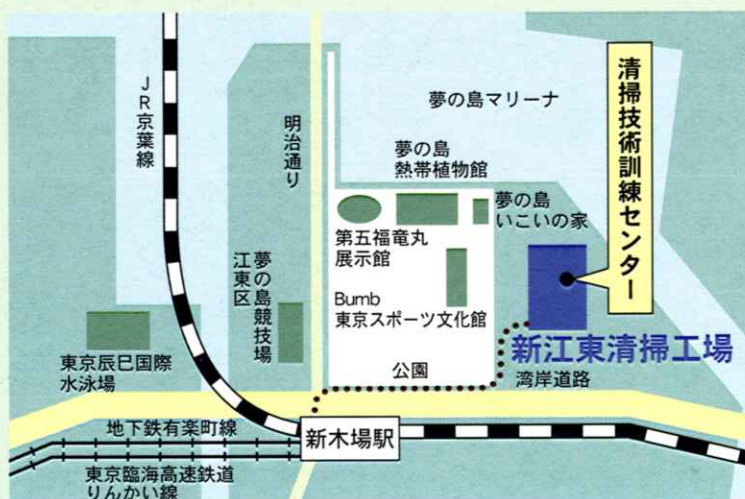 JR京葉線
明治通り
夢の島マリーナ
夢の島
熱帯植物館
夢の島
いこいの家
清掃技術訓練センター
第五福竜丸
展示館
Bumb
東京スポーツ文化館
夢の島競技場
江東区
東京辰巳国際
水泳場
公園
新江東清掃工場
湾岸道路
地下鉄有楽町線
新木場駅
東京臨海高速鉄道
りんかい線